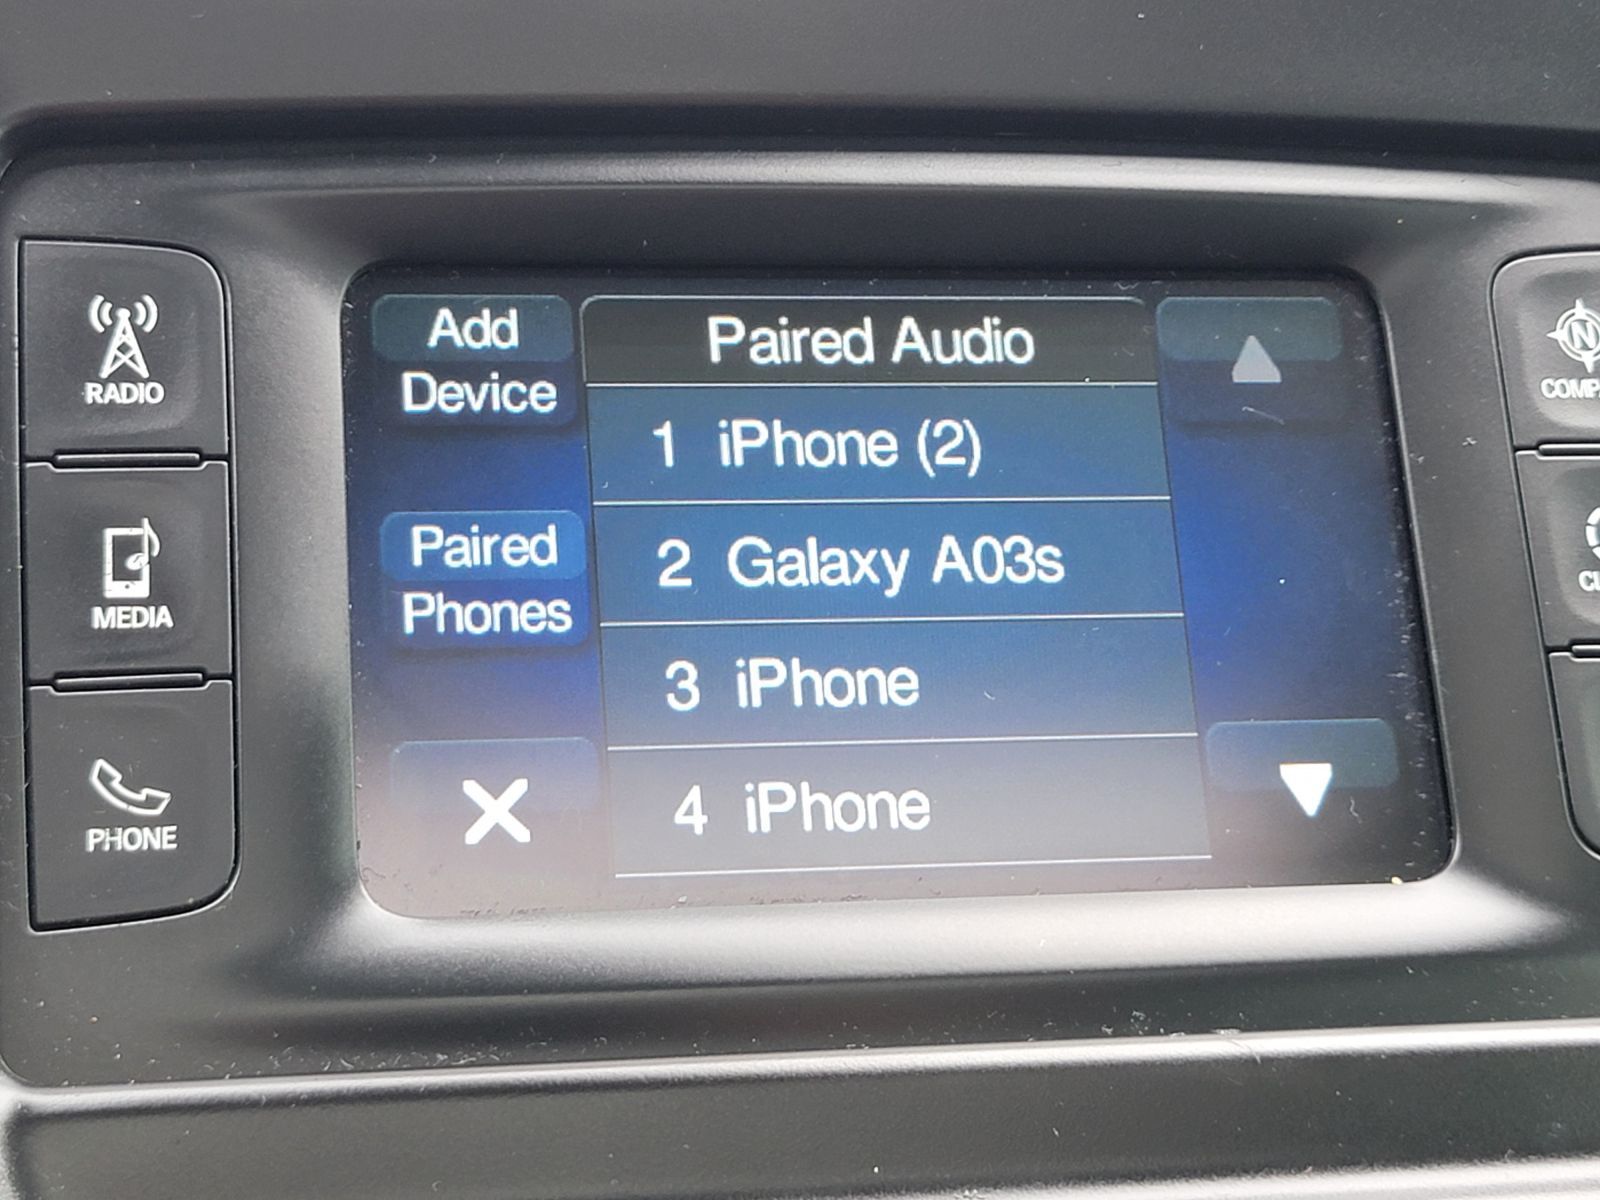 RADIO
MEDIA
PHONE
Add
Device
Paired
Phones
Paired Audio
1 iPhone (2)
2 Galaxy A03s
3 iPhone
4 iPhone
N